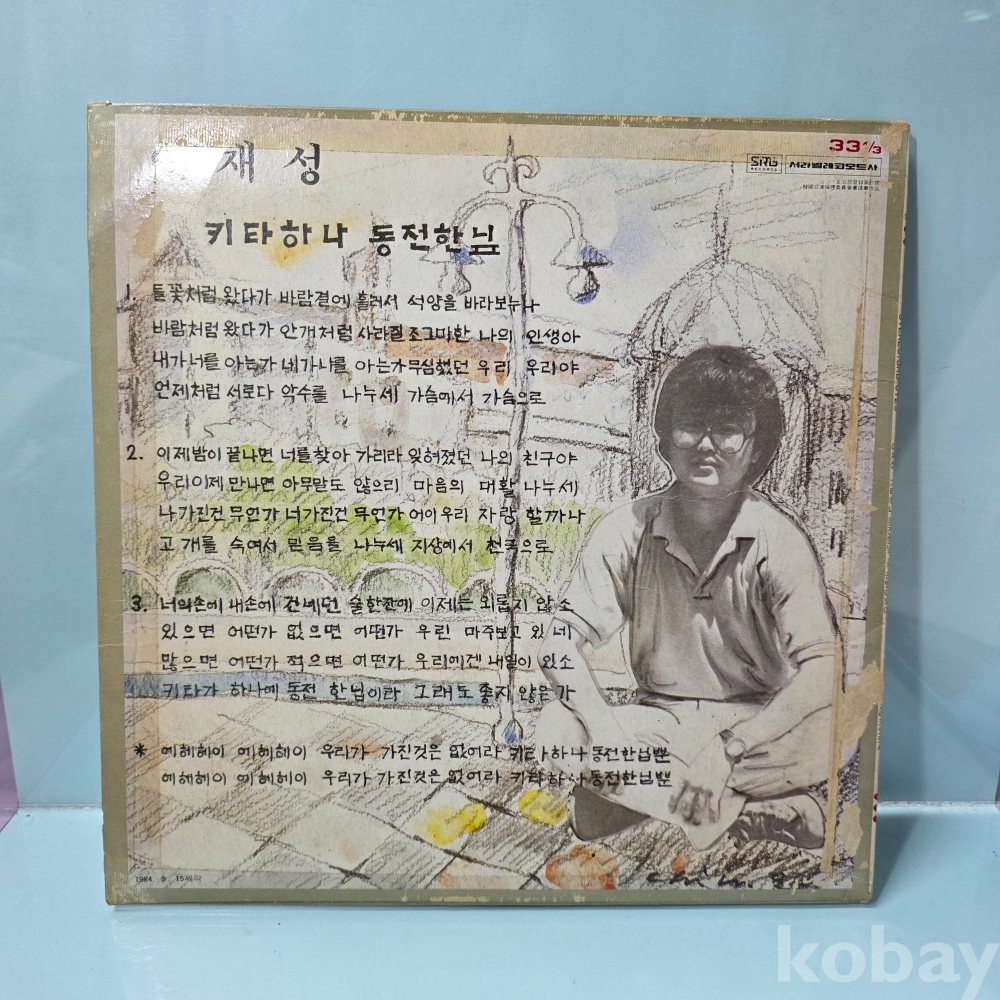 재 성
33 1/3
SRB
RECORDS
서라벌레코오드사
키타하나 동전한닢
1. 들꽃처럼 왔다가 바람결에 흘러서 석양을 바라보누나
바람처럼 왔다가 안개처럼 사라질 조그마한 나의 인생아
내가 너를 아는가 네가 나를 아는가 무심했던 우리 우리야
언제처럼 서로다 악수를 나누세 가슴에서 가슴으로
2. 이제밤이 끝나면 너를찾아 가리라 잊혀졌던 나의 친구야
우리이제 만나면 아무말도 않으리 마음의 대활 나누세
나가진건 무언가 너가진건 무언가 어이우리 자랑 할까나
고개를 숙여서 믿음을 나누세 지상에서 천국으로
3. 너의손에 내손에 건네던 술한잔에 이제는 외롭지 않소
있으면 어떤가 없으면 어떤가 우린 마주보고 있네
많으면 어떤가 적으면 어떤가 우리에겐 내일이 있소
키타가 하나에 동전 한닢이라 그래도 좋지 않은가
* 에헤헤이 에헤헤이 우리가 가진것은 없어라 키타하나 동전한닢뿐
에헤헤이 에헤헤이 우리가 가진것은 없어라 키타하나 동전한닢뿐
1984. 9. 15제작
kobay